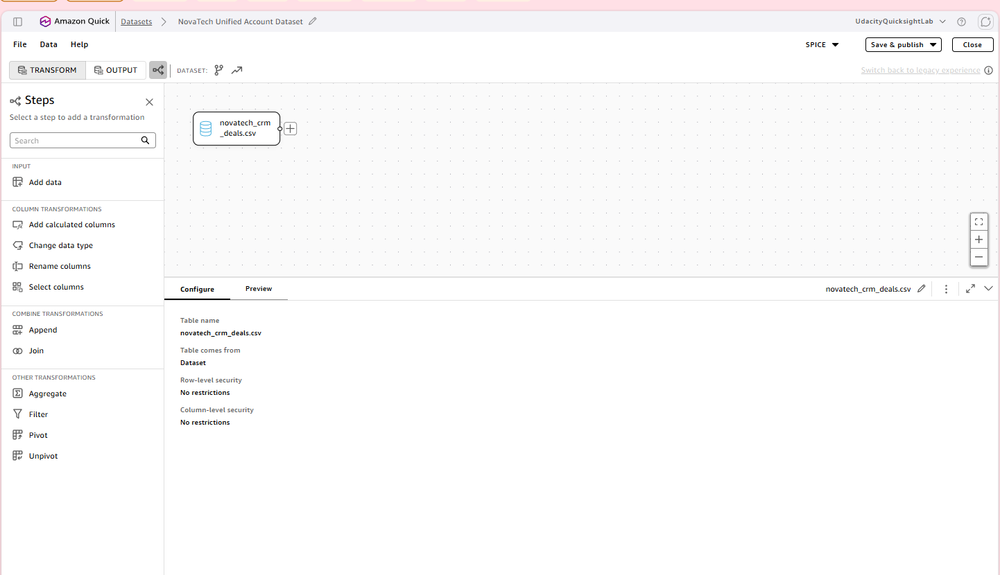 Amazon Quick
Datasets
NovaTech Unified Account Dataset
UdacityQuicksightLab
File
Data
Help
SPICE
Save & publish
Close
TRANSFORM
OUTPUT
DATASET:
Switch back to legacy experience
Steps
Select a step to add a transformation
Search
INPUT
Add data
COLUMN TRANSFORMATIONS
Add calculated columns
Change data type
Rename columns
Select columns
COMBINE TRANSFORMATIONS
Append
Join
OTHER TRANSFORMATIONS
Aggregate
Filter
Pivot
Unpivot
novatech_crm
_deals.csv
Configure
Preview
novatech_crm_deals.csv
Table name
novatech_crm_deals.csv
Table comes from
Dataset
Row-level security
No restrictions
Column-level security
No restrictions